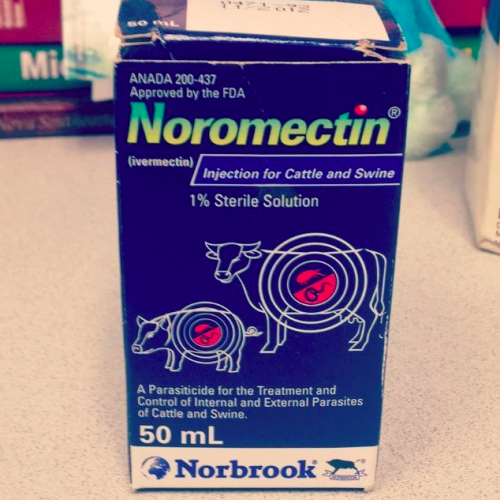 50 mL
Mi
ANADA 200-437
Approved by the FDA
Noromectin®
(ivermectin)
Injection for Cattle and Swine
1% Sterile Solution
A Parasiticide for the Treatment and
Control of Internal and External Parasites
of Cattle and Swine.
50 mL
Norbrook®